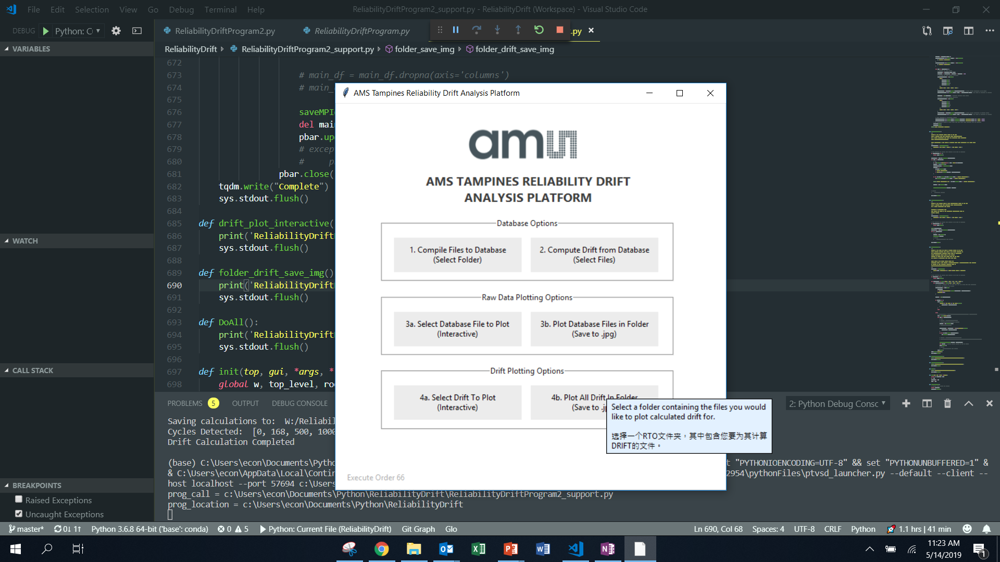 File Edit Selection View Go Debug Terminal Help
ReliabilityDriftProgram2_support.py - ReliabilityDrift (Workspace) - Visual Studio Code
DEBUG Python: C
ReliabilityDriftProgram2.py
ReliabilityDriftProgram.py
.py
VARIABLES
ReliabilityDrift ReliabilityDriftProgram2_support.py folder_save_img folder_drift_save_img
672
673 # main_df = main_df.dropna(axis='columns')
674 # main_
675
676 saveMPI
677 del mai
678 pbar.up
679 # excep
680 # p
681 pbar.close(
682 tqdm.write("Complete")
683 sys.stdout.flush()
684
685 def drift_plot_interactive(
686 print('ReliabilityDrift
687 sys.stdout.flush()
688
689 def folder_drift_save_img()
690 print('ReliabilityDrift
691 sys.stdout.flush()
692
693 def DoAll():
694 print('ReliabilityDrift
695 sys.stdout.flush()
696
697 def init(top, gui, *args, *
698 global w, top_level, ro
WATCH
CALL STACK
BREAKPOINTS
Raised Exceptions
Uncaught Exceptions
AMS Tampines Reliability Drift Analysis Platform
am
AMS TAMPINES RELIABILITY DRIFT
ANALYSIS PLATFORM
Database Options
1. Compile Files to Database
(Select Folder)
2. Compute Drift from Database
(Select Files)
Raw Data Plotting Options
3a. Select Database File to Plot
(Interactive)
3b. Plot Database Files in Folder
(Save to .jpg)
Drift Plotting Options
4a. Select Drift To Plot
(Interactive)
4b. Plot All Drift In Folder
(Save to .j
Select a folder containing the files you would
like to plot calculated drift for.
选择一个RTO文件夹，其中包含您要为其计算
DRIFT的文件。
Execute Order 66
PROBLEMS 5 OUTPUT DEBUG CONSOLE
2: Python Debug Consc
Saving calculations to: W:/Reliabil
Cycles Detected: [0, 168, 500, 1000
Drift Calculation Completed
(base) C:\Users\econ\Documents\Pytho t "PYTHONIOENCODING=UTF-8" && set "PYTHONUNBUFFERED=1" &
& C:\Users\econ\AppData\Local\Contin 2954\pythonFiles\ptvsd_launcher.py --default --client --
host localhost --port 57694 c:\Users
prog_call = c:\Users\econ\Documents\Python\ReliabilityDrift\ReliabilityDriftProgram2_support.py
prog_location = c:\Users\econ\Documents\Python\ReliabilityDrift
master* 0↓ 1↑ Python 3.6.8 64-bit ('base': conda) 0 5 Python: Current File (ReliabilityDrift) Git Graph Glo
Ln 690, Col 68 Spaces: 4 UTF-8 CRLF Python 1.1 hrs | 41 min
11:23 AM
5/14/2019
1